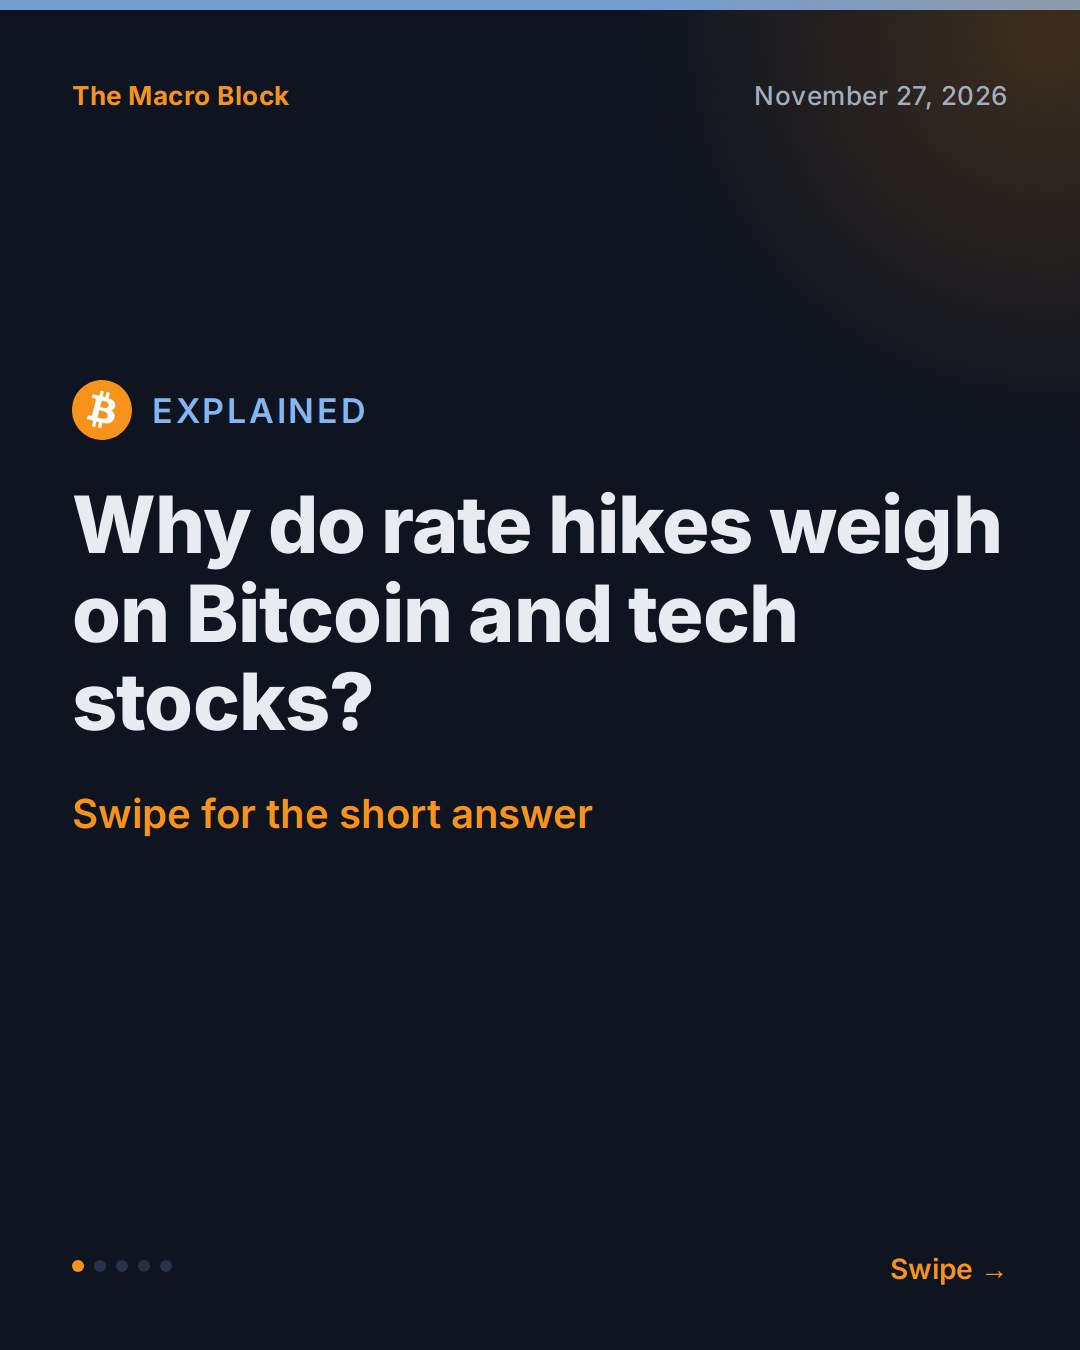 The Macro Block
November 27, 2026
EXPLAINED
Why do rate hikes weigh
on Bitcoin and tech
stocks?
Swipe for the short answer
Swipe →